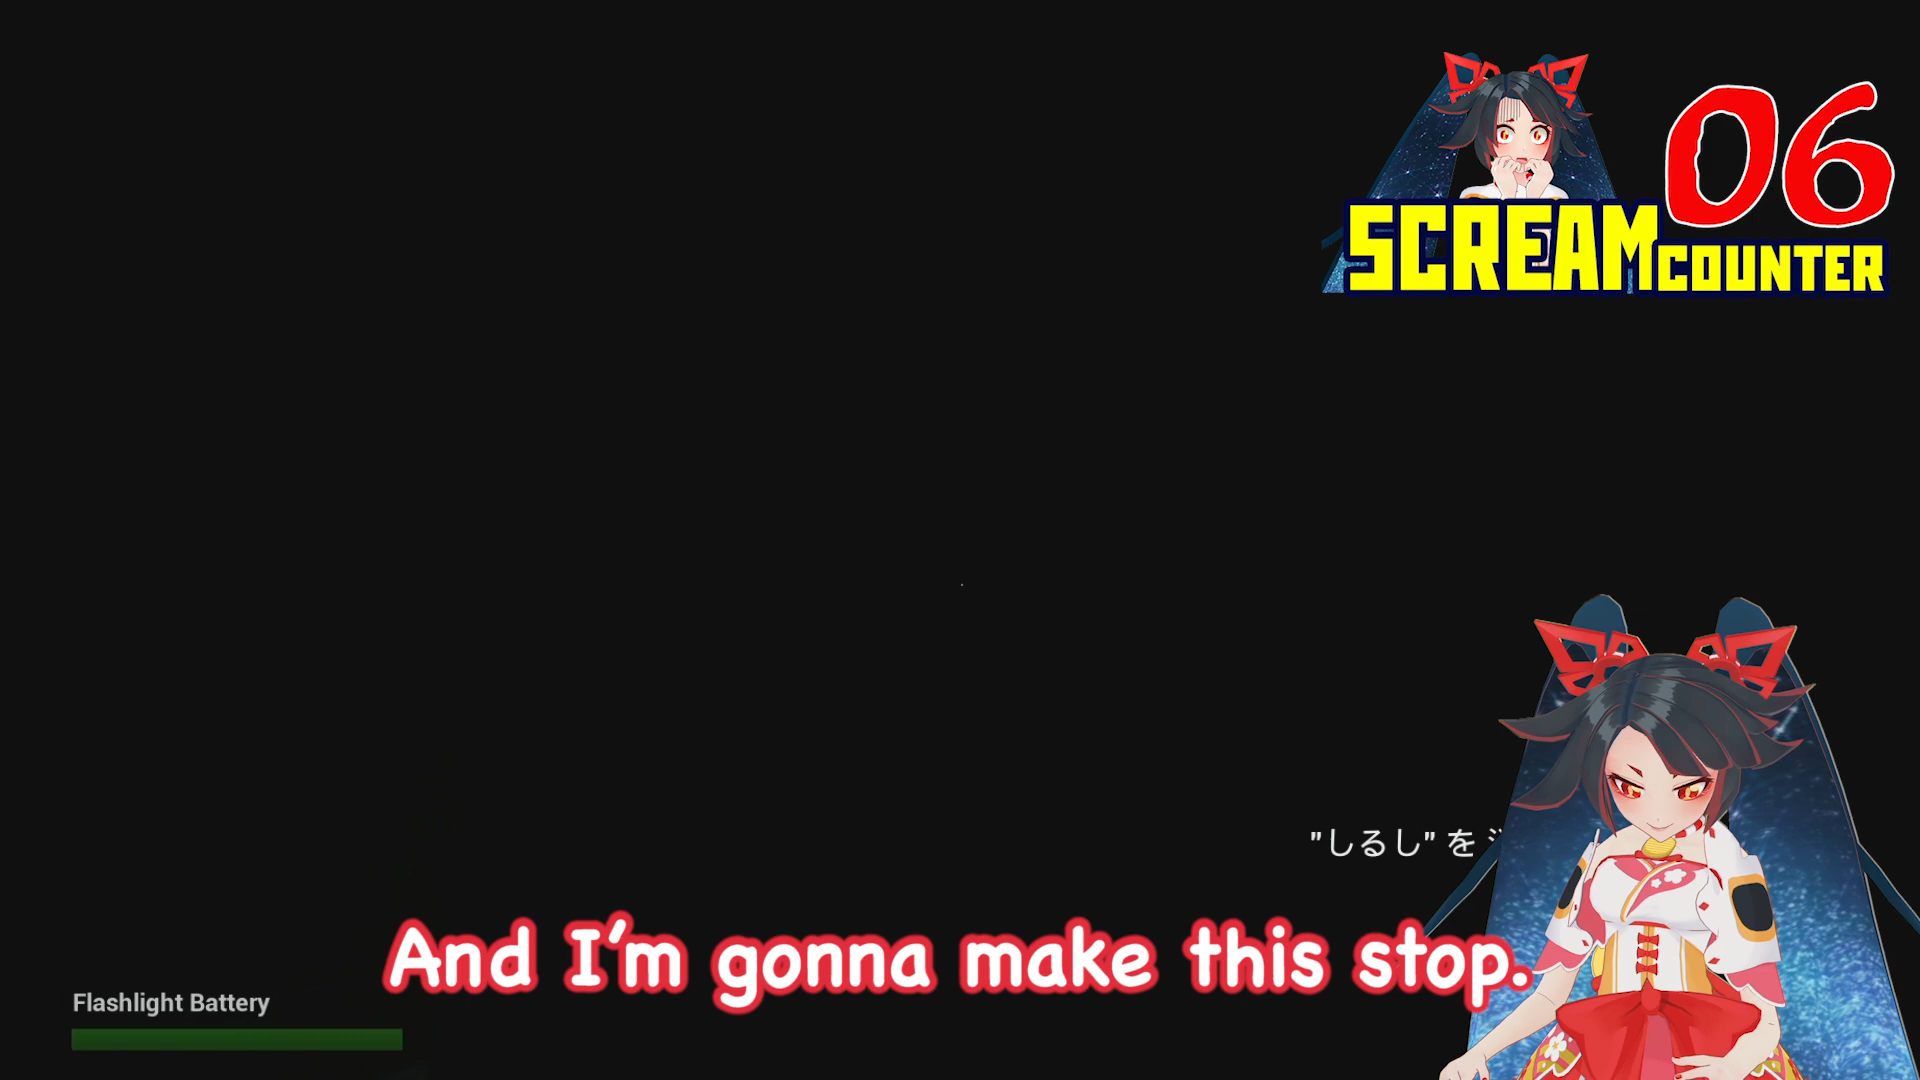 06
SCREAM COUNTER
"しるし" を
And I'm gonna make this stop.
Flashlight Battery